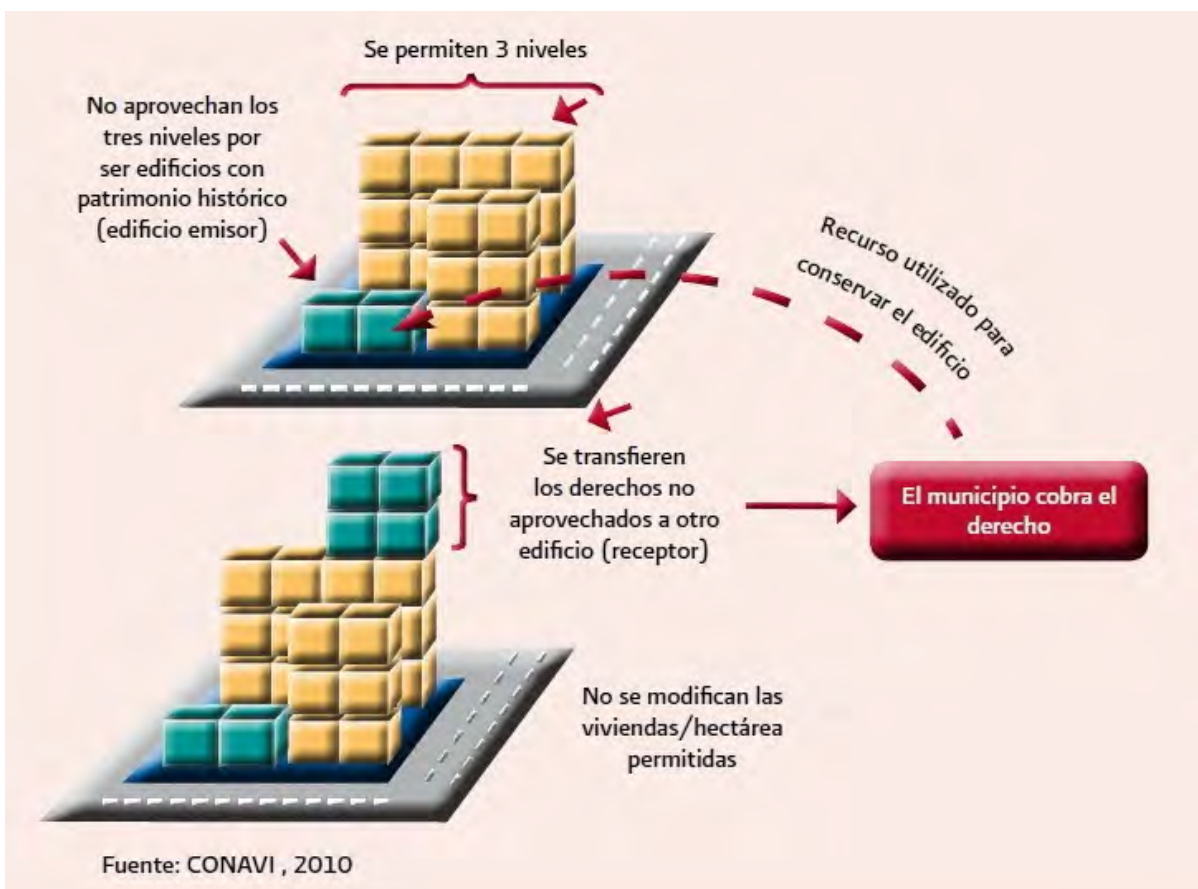 Se permiten 3 niveles
No aprovechan los
tres niveles por
ser edificios con
patrimonio histórico
(edificio emisor)
Recurso utilizado para
conservar el edificio
Se transfieren
los derechos no
aprovechados a otro
edificio (receptor)
El municipio cobra el
derecho
No se modifican las
viviendas/hectárea
permitidas
Fuente: CONAVI , 2010